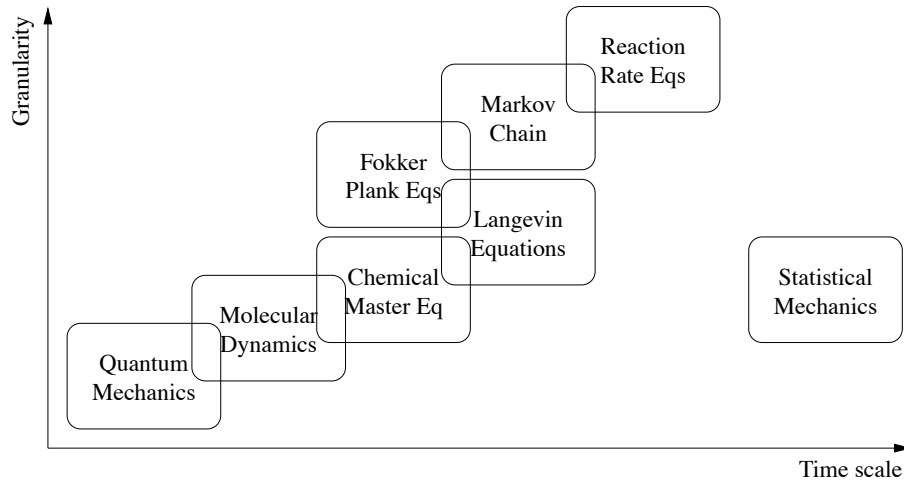 Granularity
Reaction
Rate Eqs
Markov
Chain
Fokker
Plank Eqs
Langevin
Equations
Chemical
Master Eq
Statistical
Mechanics
Molecular
Dynamics
Quantum
Mechanics
Time scale